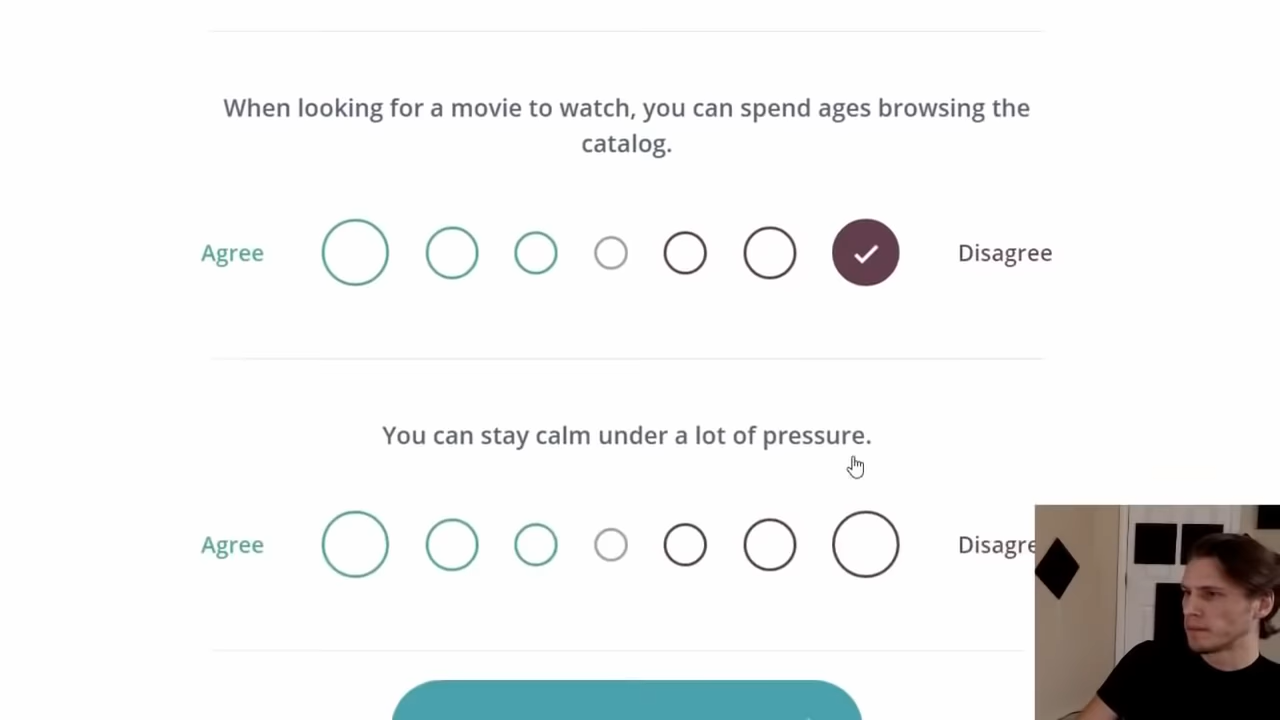 When looking for a movie to watch, you can spend ages browsing the
catalog.
Agree Disagree
You can stay calm under a lot of pressure.
Agree Disagre